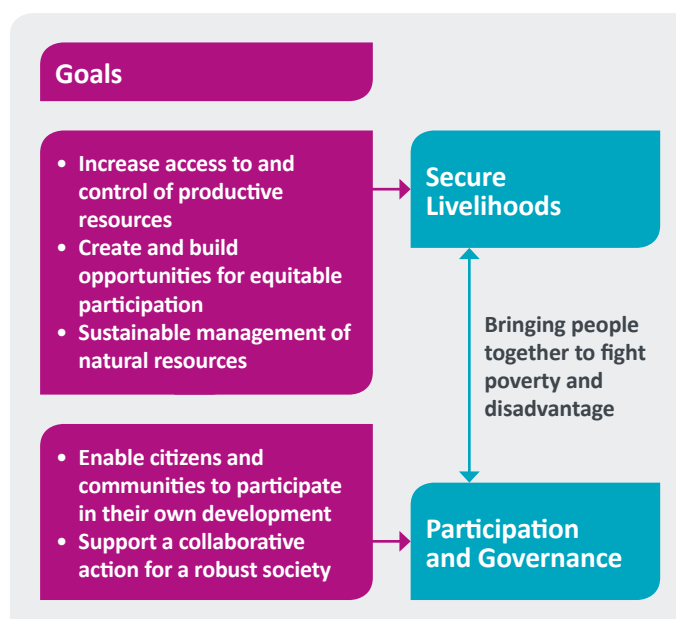 Goals
• Increase access to and
control of productive
resources
• Create and build
opportunities for equitable
participation
• Sustainable management of
natural resources
Secure
Livelihoods
Bringing people
together to fight
poverty and
disadvantage
• Enable citizens and
communities to participate
in their own development
• Support a collaborative
action for a robust society
Participation
and Governance